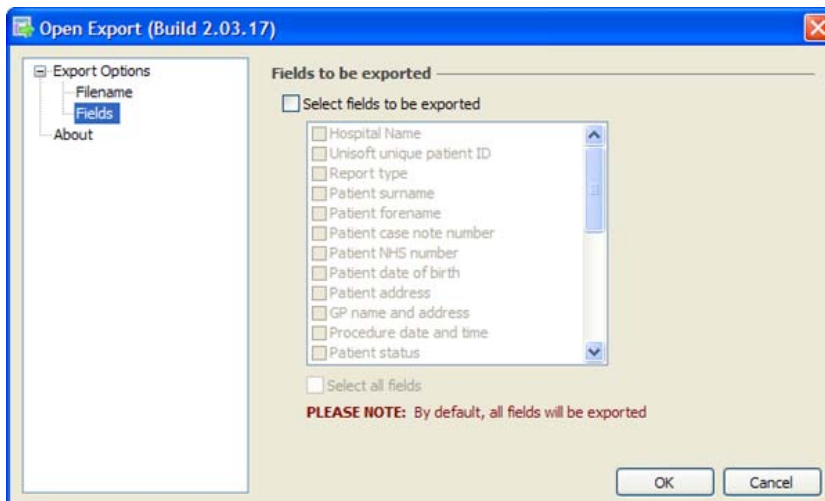 Open Export (Build 2.03.17)
Export Options
Filename
Fields
About
Fields to be exported
Select fields to be exported
Hospital Name
Unisoft unique patient ID
Report type
Patient surname
Patient forename
Patient case note number
Patient NHS number
Patient date of birth
Patient address
GP name and address
Procedure date and time
Patient status
Select all fields
PLEASE NOTE: By default, all fields will be exported
OK
Cancel